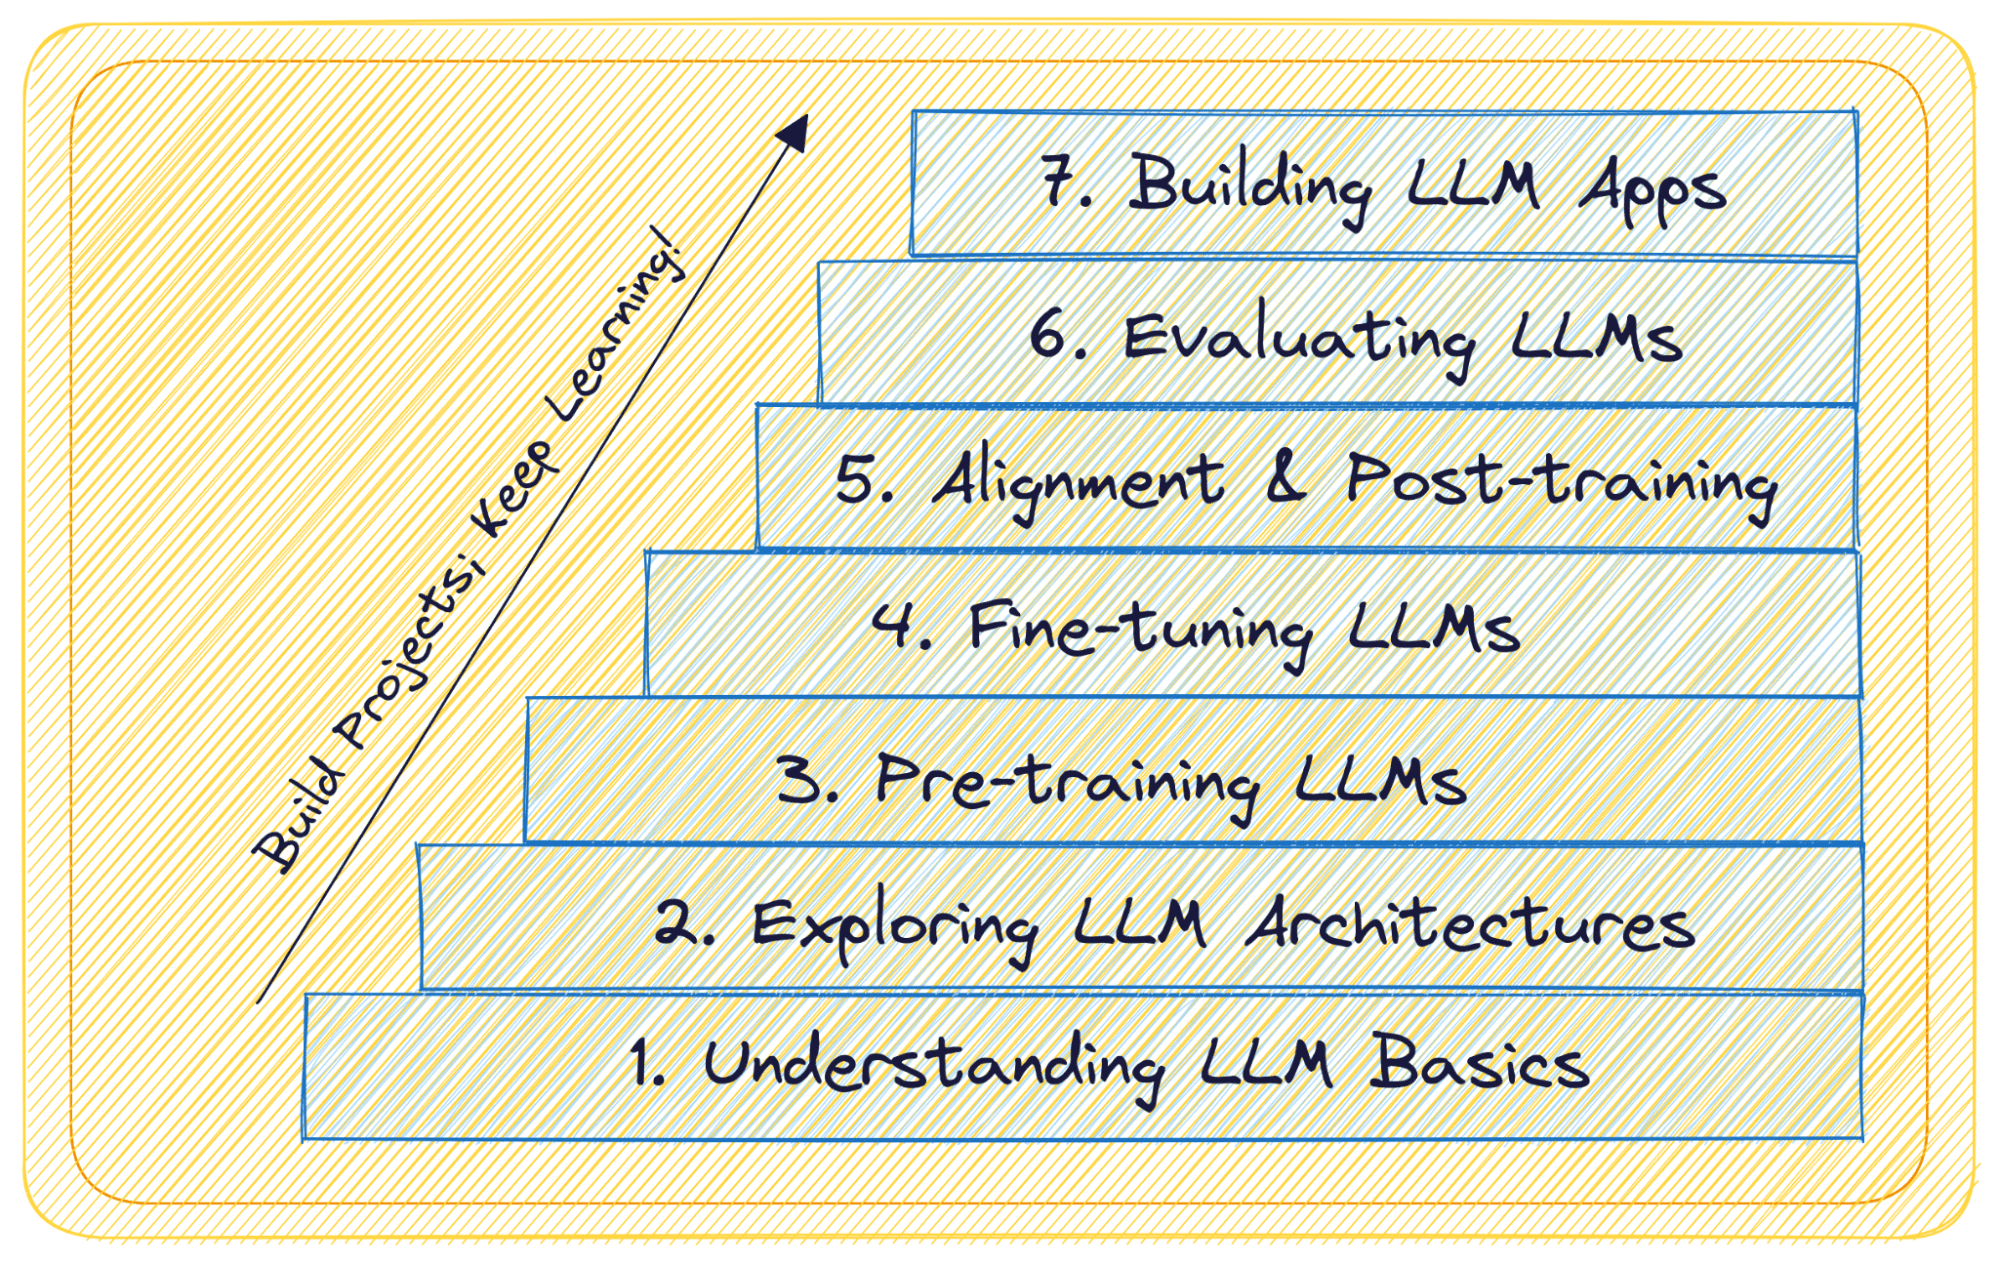 7. Building LLM Apps
6. Evaluating LLMs
5. Alignment & Post-training
4. Fine-tuning LLMs
3. Pre-training LLMs
2. Exploring LLM Architectures
1. Understanding LLM Basics
Build Projects; Keep Learning!